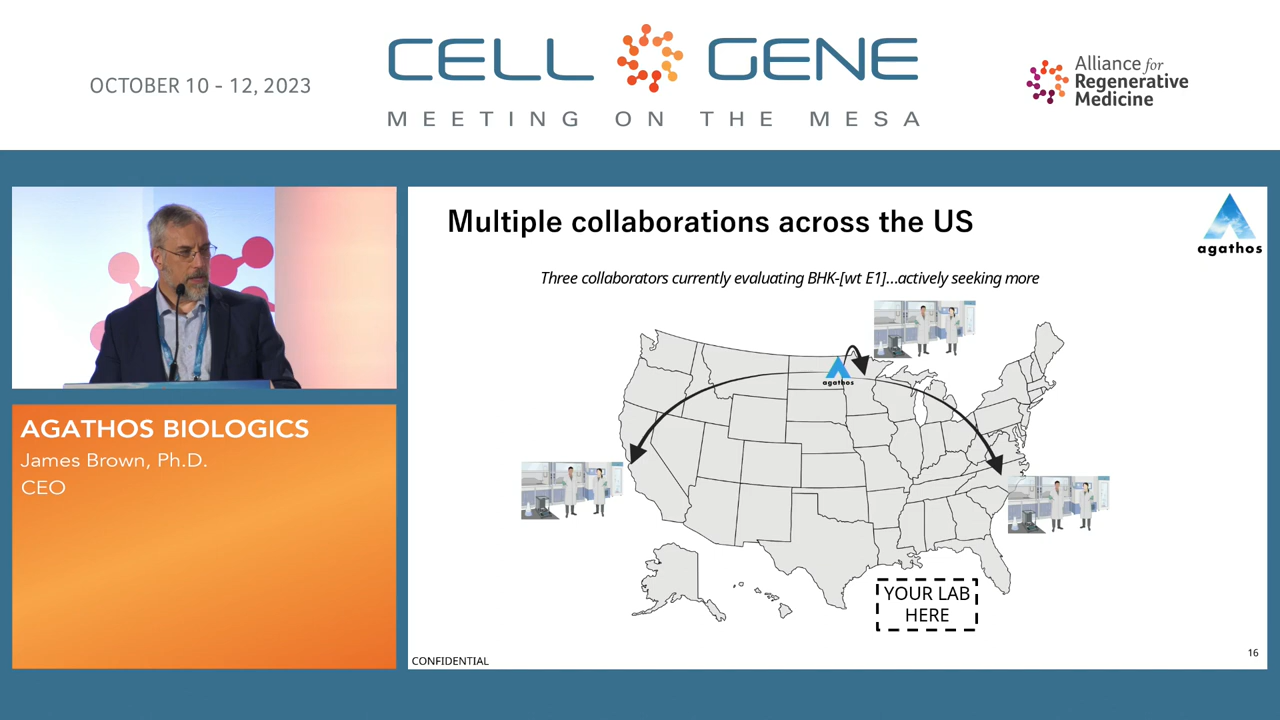 OCTOBER 10 - 12, 2023
CELL GENE
MEETING ON THE MESA
Alliance for
Regenerative
Medicine
AGATHOS BIOLOGICS
James Brown, Ph.D.
CEO
Multiple collaborations across the US
agathos
Three collaborators currently evaluating BHK-[wt E1]...actively seeking more
agathos
YOUR LAB
HERE
CONFIDENTIAL
16